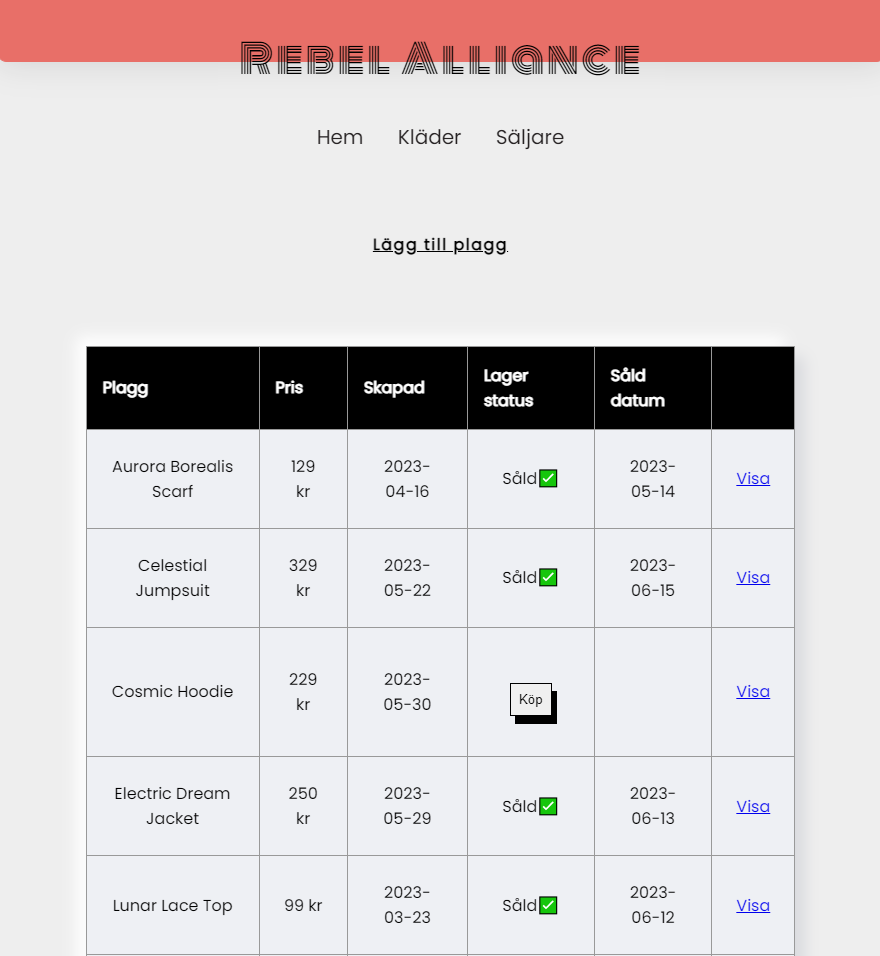 Rebel Alliance
Hem Kläder Säljare
Lägg till plagg
Plagg Pris Skapad Lager status Såld datum
Aurora Borealis Scarf 129 kr 2023-04-16 Såld✅ 2023-05-14 Visa
Celestial Jumpsuit 329 kr 2023-05-22 Såld✅ 2023-06-15 Visa
Cosmic Hoodie 229 kr 2023-05-30 Köp Visa
Electric Dream Jacket 250 kr 2023-05-29 Såld✅ 2023-06-13 Visa
Lunar Lace Top 99 kr 2023-03-23 Såld✅ 2023-06-12 Visa